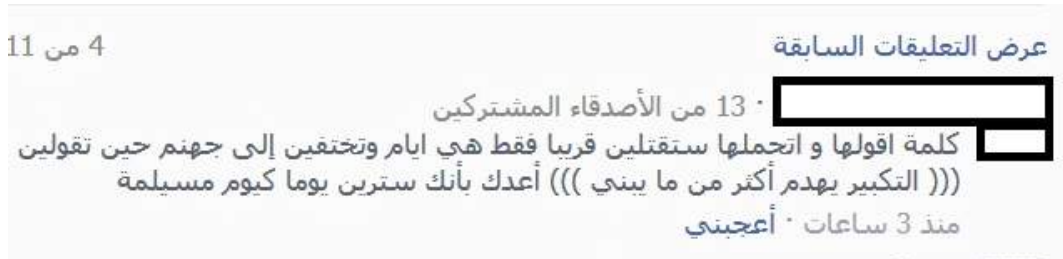 عرض التعليقات السابقة
4 من 11
· 13 من الأصدقاء المشتركين
كلمة اقولها و اتحملها ستقتلين قريبا فقط هي ايام وتختفين إلى جهنم حين تقولين
((( التكبير يهدم أكثر من ما يبني ))) أعدك بأنك سترين يوما كيوم مسيلمة
منذ 3 ساعات · أعجبني